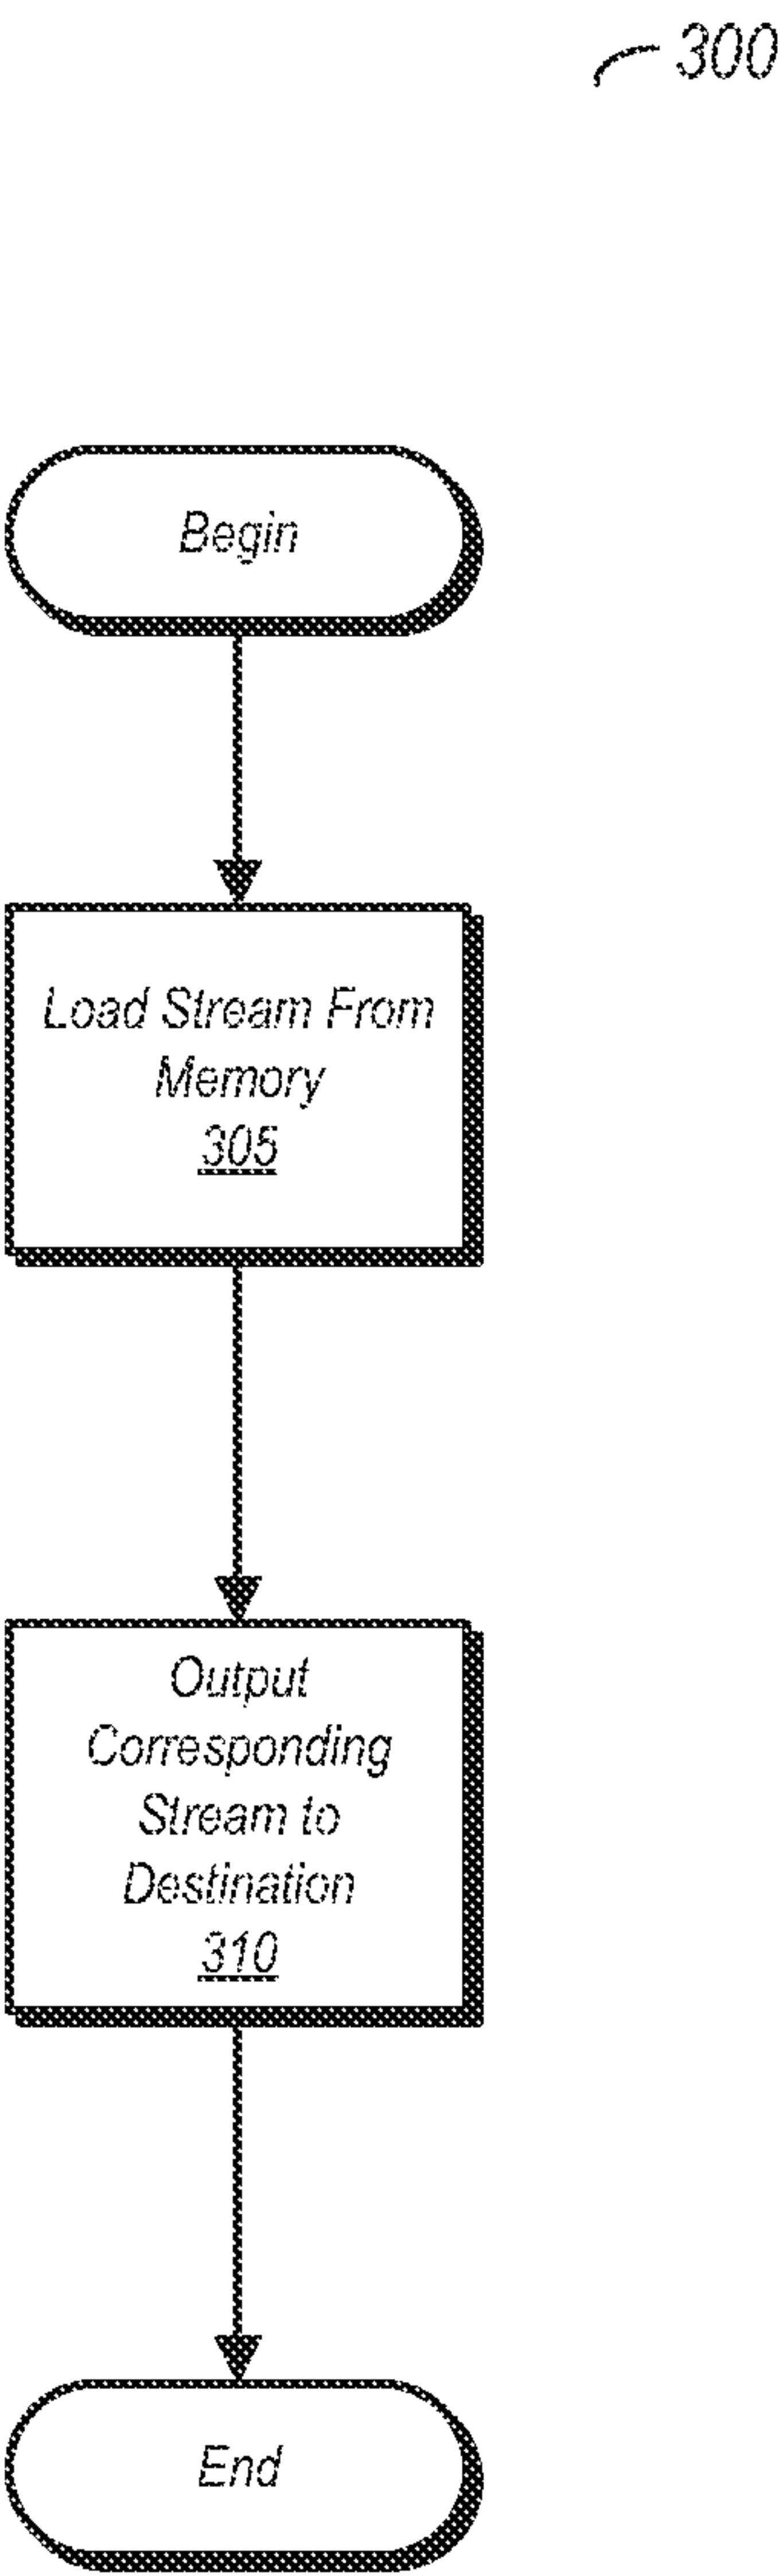 300
Begin
Load Stream From
Memory
305
Output
Corresponding
Stream to
Destination
310
End